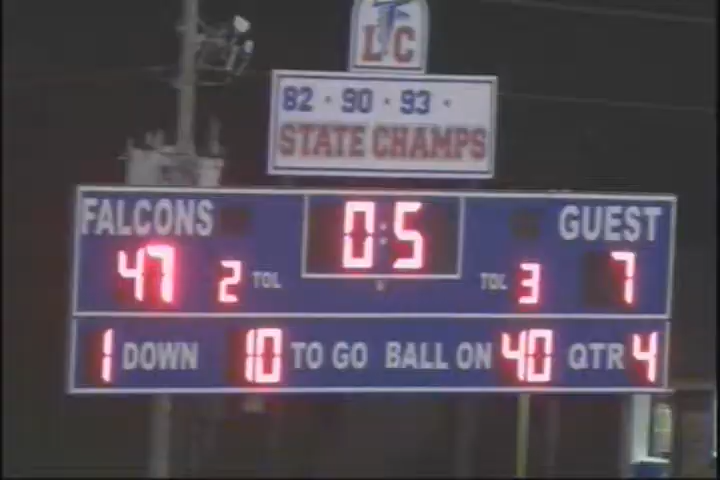 LC
82 · 90 · 93 ·
STATE CHAMPS
FALCONS 0:5 GUEST
47 2 TOL TOL 3 7
1 DOWN 10 TO GO BALL ON 40 QTR 4